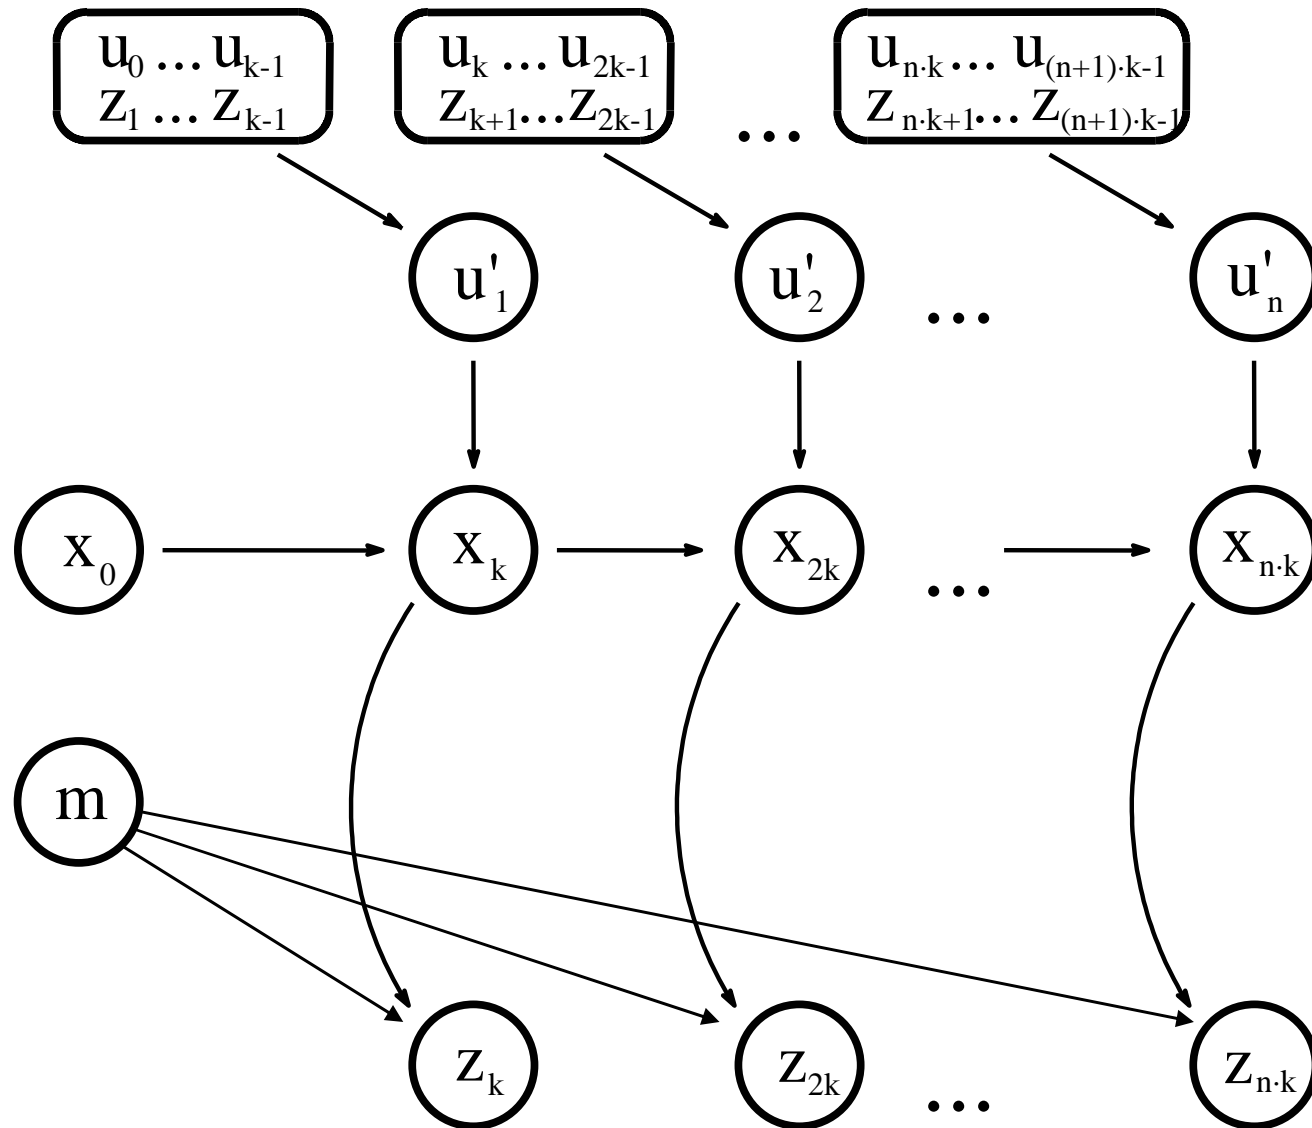 u₀ ... uₖ₋₁
z₁ ... zₖ₋₁
uₖ ... u₂ₖ₋₁
zₖ₊₁...z₂ₖ₋₁
...
uₙ·ₖ... u₍ₙ₊₁₎·ₖ₋₁
zₙ·ₖ₊₁... z₍ₙ₊₁₎·ₖ₋₁
u'₁
u'₂
...
u'ₙ
x₀
xₖ
x₂ₖ
...
xₙ·ₖ
m
zₖ
z₂ₖ
...
zₙ·ₖ